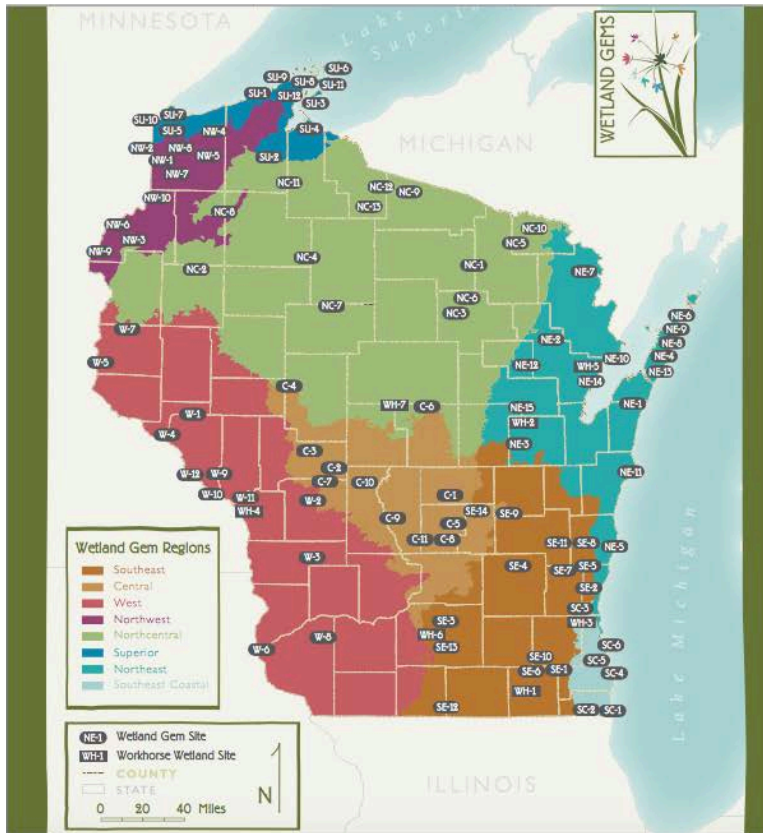 MINNESOTA
Lake Superior
WETLAND GEMS
MICHIGAN
SU-6
SU-9
SU-8
SU-11
SU-1
SU-12
SU-3
SU-7
SU-10
SU-5
NW-4
SU-4
NW-2
NW-8
NW-1
NW-5
SU-2
NW-7
NC-11
NC-12
NC-9
NW-10
NC-13
NC-8
NW-6
NC-10
NW-3
NC-5
NW-9
NC-4
NC-2
NC-1
NE-7
NC-6
NC-7
NC-3
NE-6
W-7
NE-9
NE-2
NE-8
W-5
NE-12
NE-10
NE-4
WH-5
NE-13
NE-14
C-4
WH-7
C-6
NE-15
NE-1
W-1
WH-2
W-4
NE-3
C-3
C-2
W-12
W-9
C-7
C-10
NE-11
W-10
W-11
W-2
C-1
WH-4
SE-14
SE-9
C-9
C-5
C-11
C-8
SE-11
SE-8
NE-5
W-3
SE-4
SE-7
SC-5
SE-2
SC-3
SE-3
WH-3
W-8
WH-6
W-6
SE-13
SC-6
SE-10
SC-5
SE-6
SE-1
SC-4
WH-1
SE-12
SC-2
SC-1
Lake Michigan
Wetland Gem Regions
Southeast
Central
West
Northwest
Northcentral
Superior
Northeast
Southeast Coastal
NE-1 Wetland Gem Site
WH-1 Workhorse Wetland Site
COUNTY
STATE
0 20 40 Miles
N
ILLINOIS